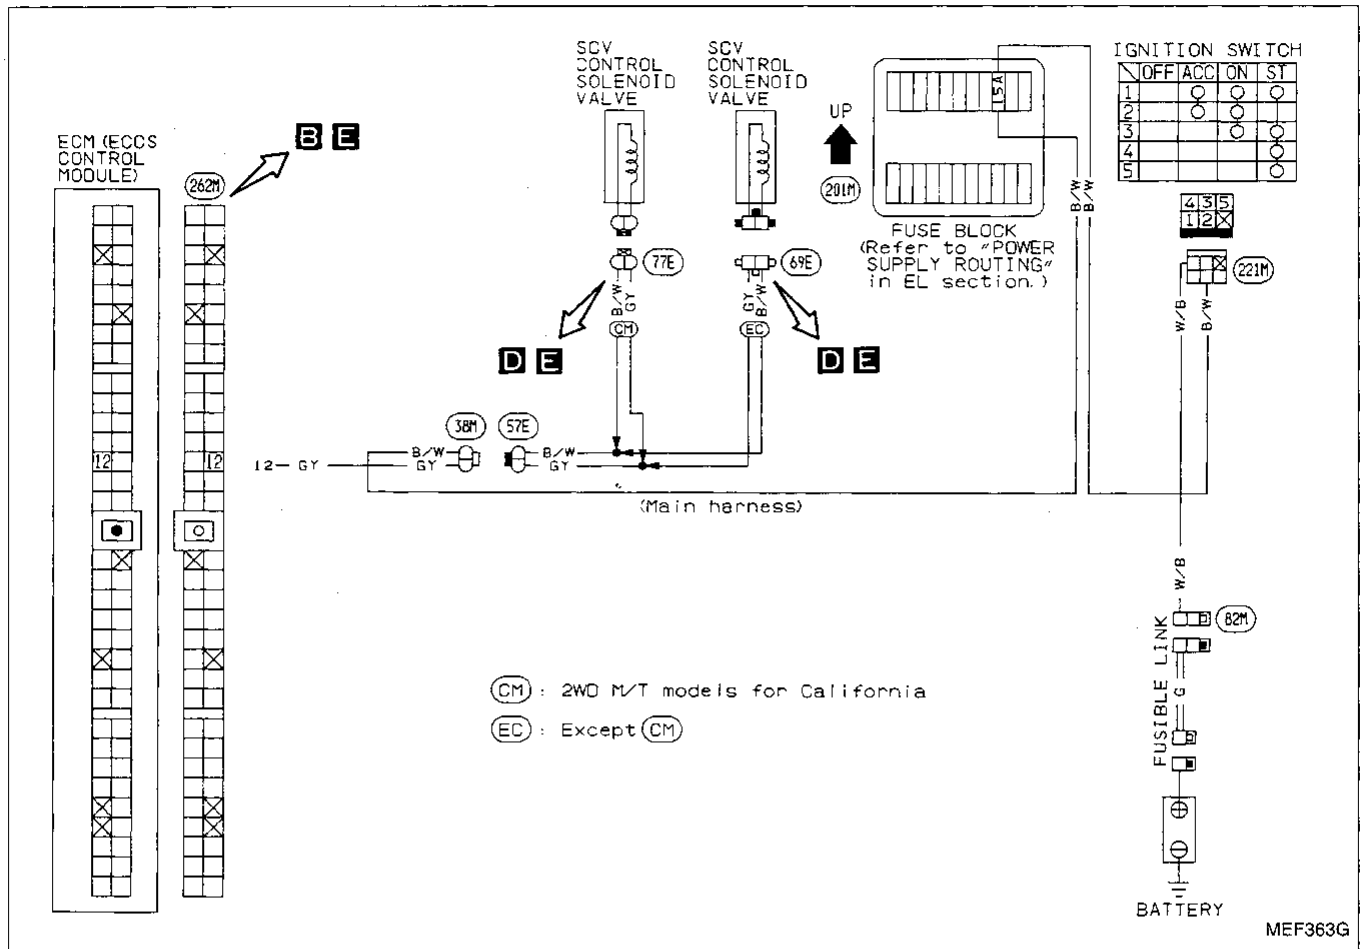 SCV
CONTROL
SOLENOID
VALVE
SCV
CONTROL
SOLENOID
VALVE
IGNITION SWITCH
OFF ACC ON ST
1
2
3
4
5
15A
UP
201M
B E
ECM (ECCS
CONTROL
MODULE)
262M
B/W
B/W
4 3 5
1 2
FUSE BLOCK
(Refer to "POWER
SUPPLY ROUTING"
in EL section.)
77E
69E
221M
B/W
GY
GY
B/W
W/B
B/W
CM
EC
D E
D E
38M
57E
B/W
B/W
12
12
12 GY
GY
GY
(Main harness)
W/B
82M
FUSIBLE LINK
G
CM : 2WD M/T models for California
EC : Except CM
BATTERY
MEF363G